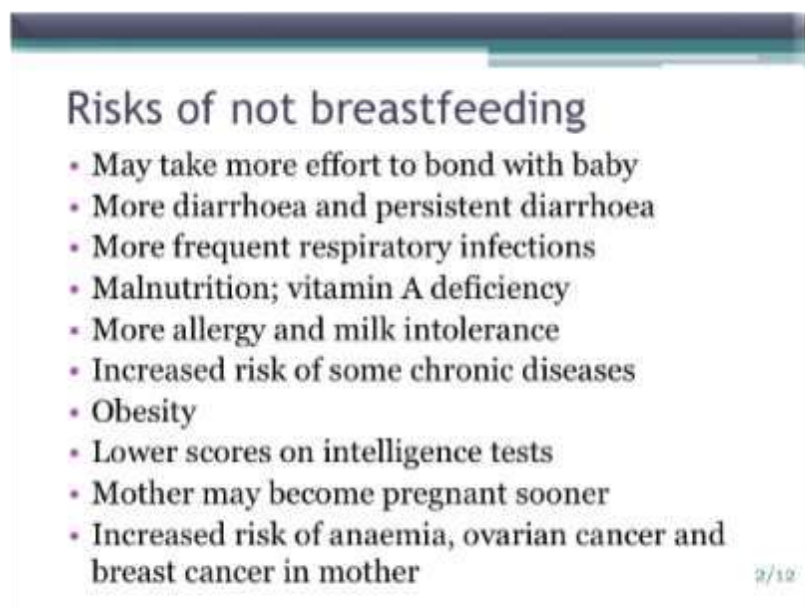 Risks of not breastfeeding
• May take more effort to bond with baby
• More diarrhoea and persistent diarrhoea
• More frequent respiratory infections
• Malnutrition; vitamin A deficiency
• More allergy and milk intolerance
• Increased risk of some chronic diseases
• Obesity
• Lower scores on intelligence tests
• Mother may become pregnant sooner
• Increased risk of anaemia, ovarian cancer and
breast cancer in mother
2/12